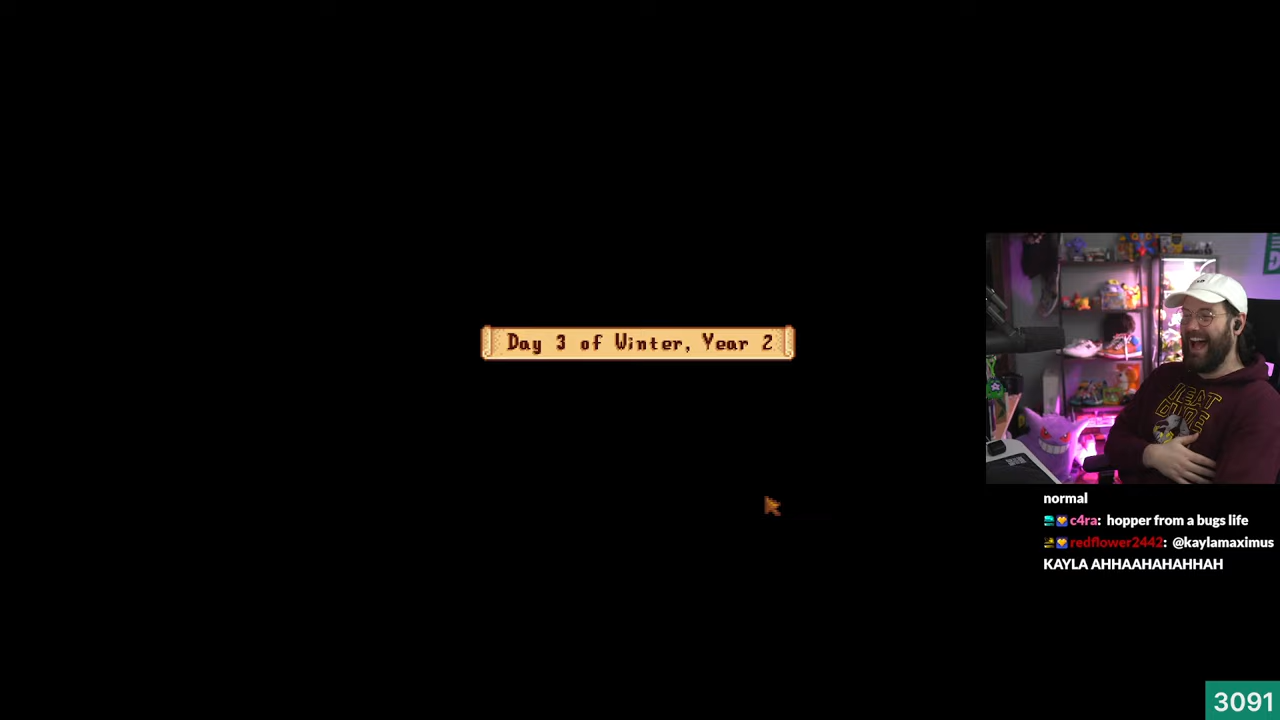 Day 3 of Winter, Year 2
normal
c4ra: hopper from a bugs life
redflower2442: @kaylamaximus
KAYLA AHHAAHAHAHHAH
3091